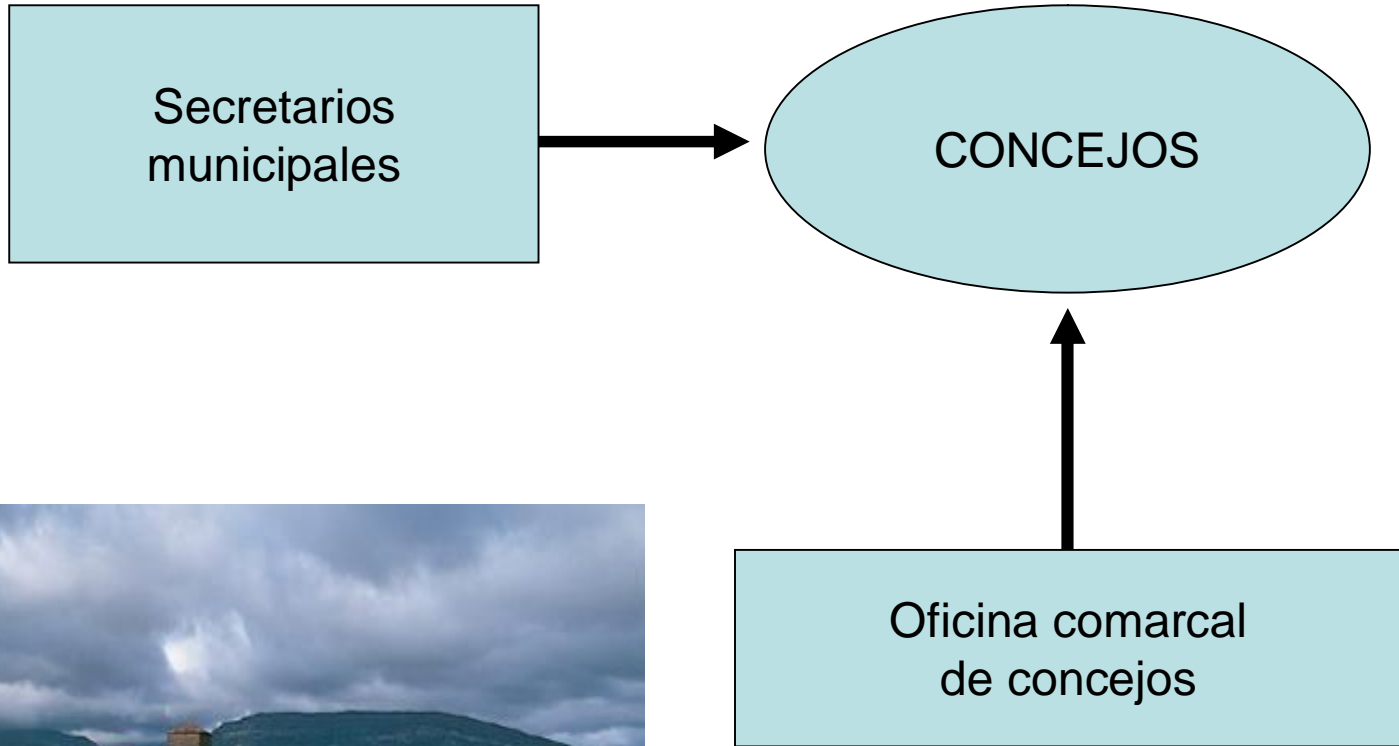 Secretarios
municipales
CONCEJOS
Oficina comarcal
de concejos